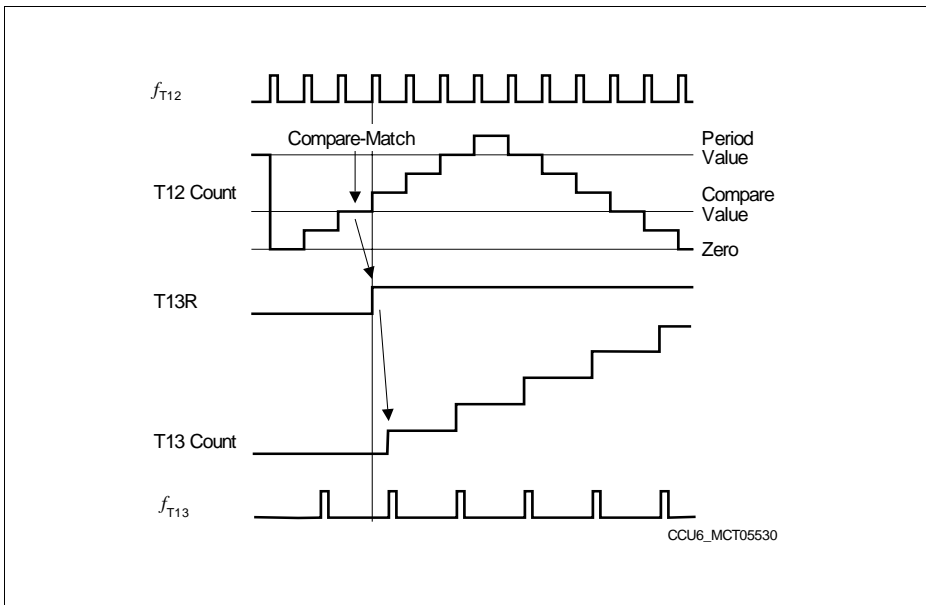 fT12
Compare-Match
Period
Value
T12 Count
Compare
Value
Zero
T13R
T13 Count
fT13
CCU6_MCT05530